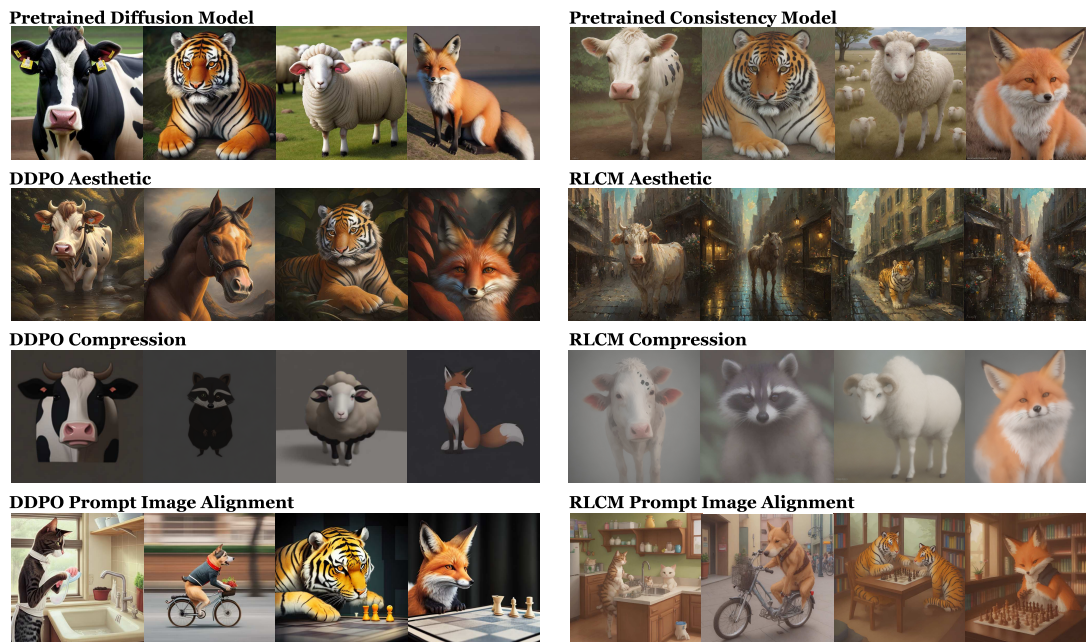 Pretrained Diffusion Model
Pretrained Consistency Model
DDPO Aesthetic
RLCM Aesthetic
DDPO Compression
RLCM Compression
DDPO Prompt Image Alignment
RLCM Prompt Image Alignment